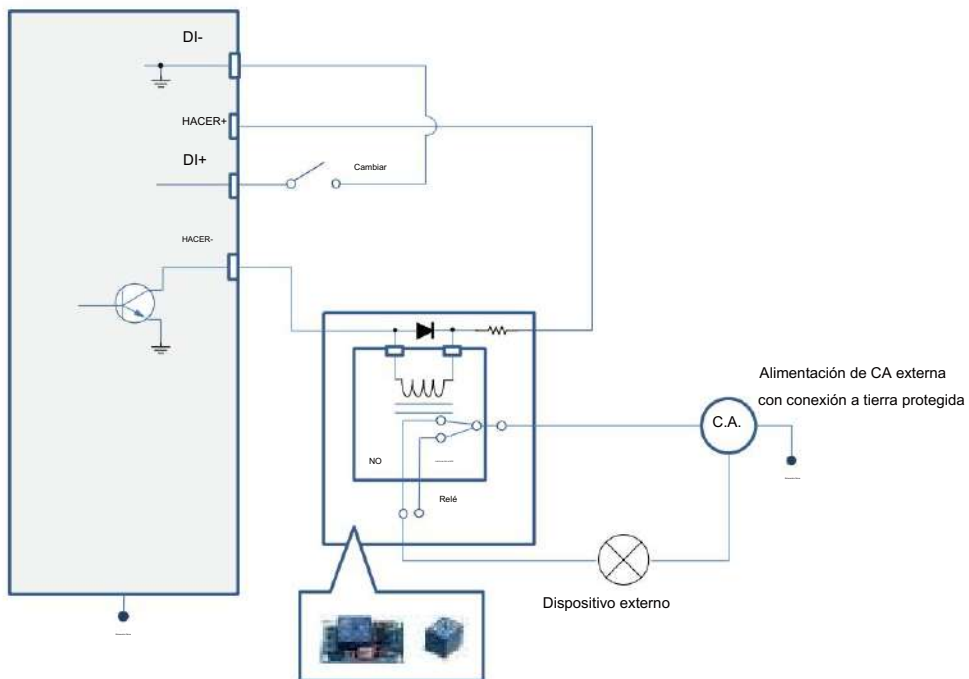 DI-
HACER+
DI+
Cambiar
HACER-
Alimentación de CA externa
con conexión a tierra protegida
C.A.
NO
Relé
Dispositivo externo